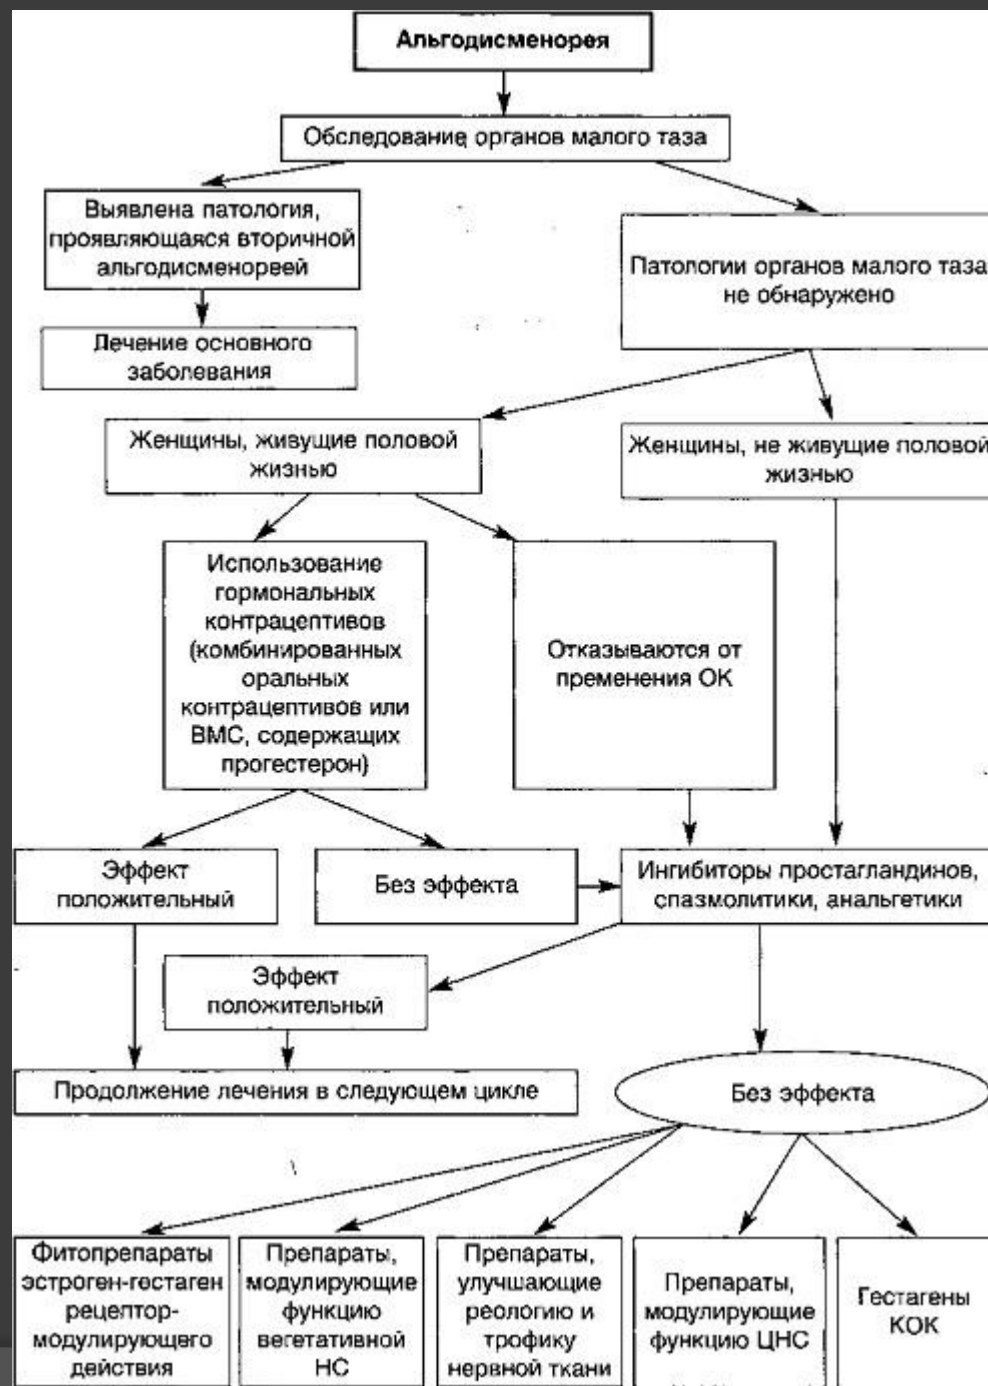 Альгодисменорея
Обследование органов малого таза
Выявлена патология,
проявляющаяся вторичной
альгодисменореей
Патологии органов малого таза
не обнаружено
Лечение основного
заболевания
Женщины, живущие половой
жизнью
Женщины, не живущие половой
жизнью
Использование
гормональных
контрацептивов
(комбинированных
оральных
контрацептивов или
ВМС, содержащих
прогестерон)
Отказываются от
пременения ОК
Эффект
положительный
Без эффекта
Ингибиторы простагландинов,
спазмолитики, анальгетики
Эффект
положительный
Продолжение лечения в следующем цикле
Без эффекта
Фитопрепараты
эстроген-гестаген
рецептор-
модулирующего
действия
Препараты,
модулирующие
функцию
вегетативной
НС
Препараты,
улучшающие
реологию и
трофику
нервной ткани
Препараты,
модулирующие
функцию ЦНС
Гестагены
КОК